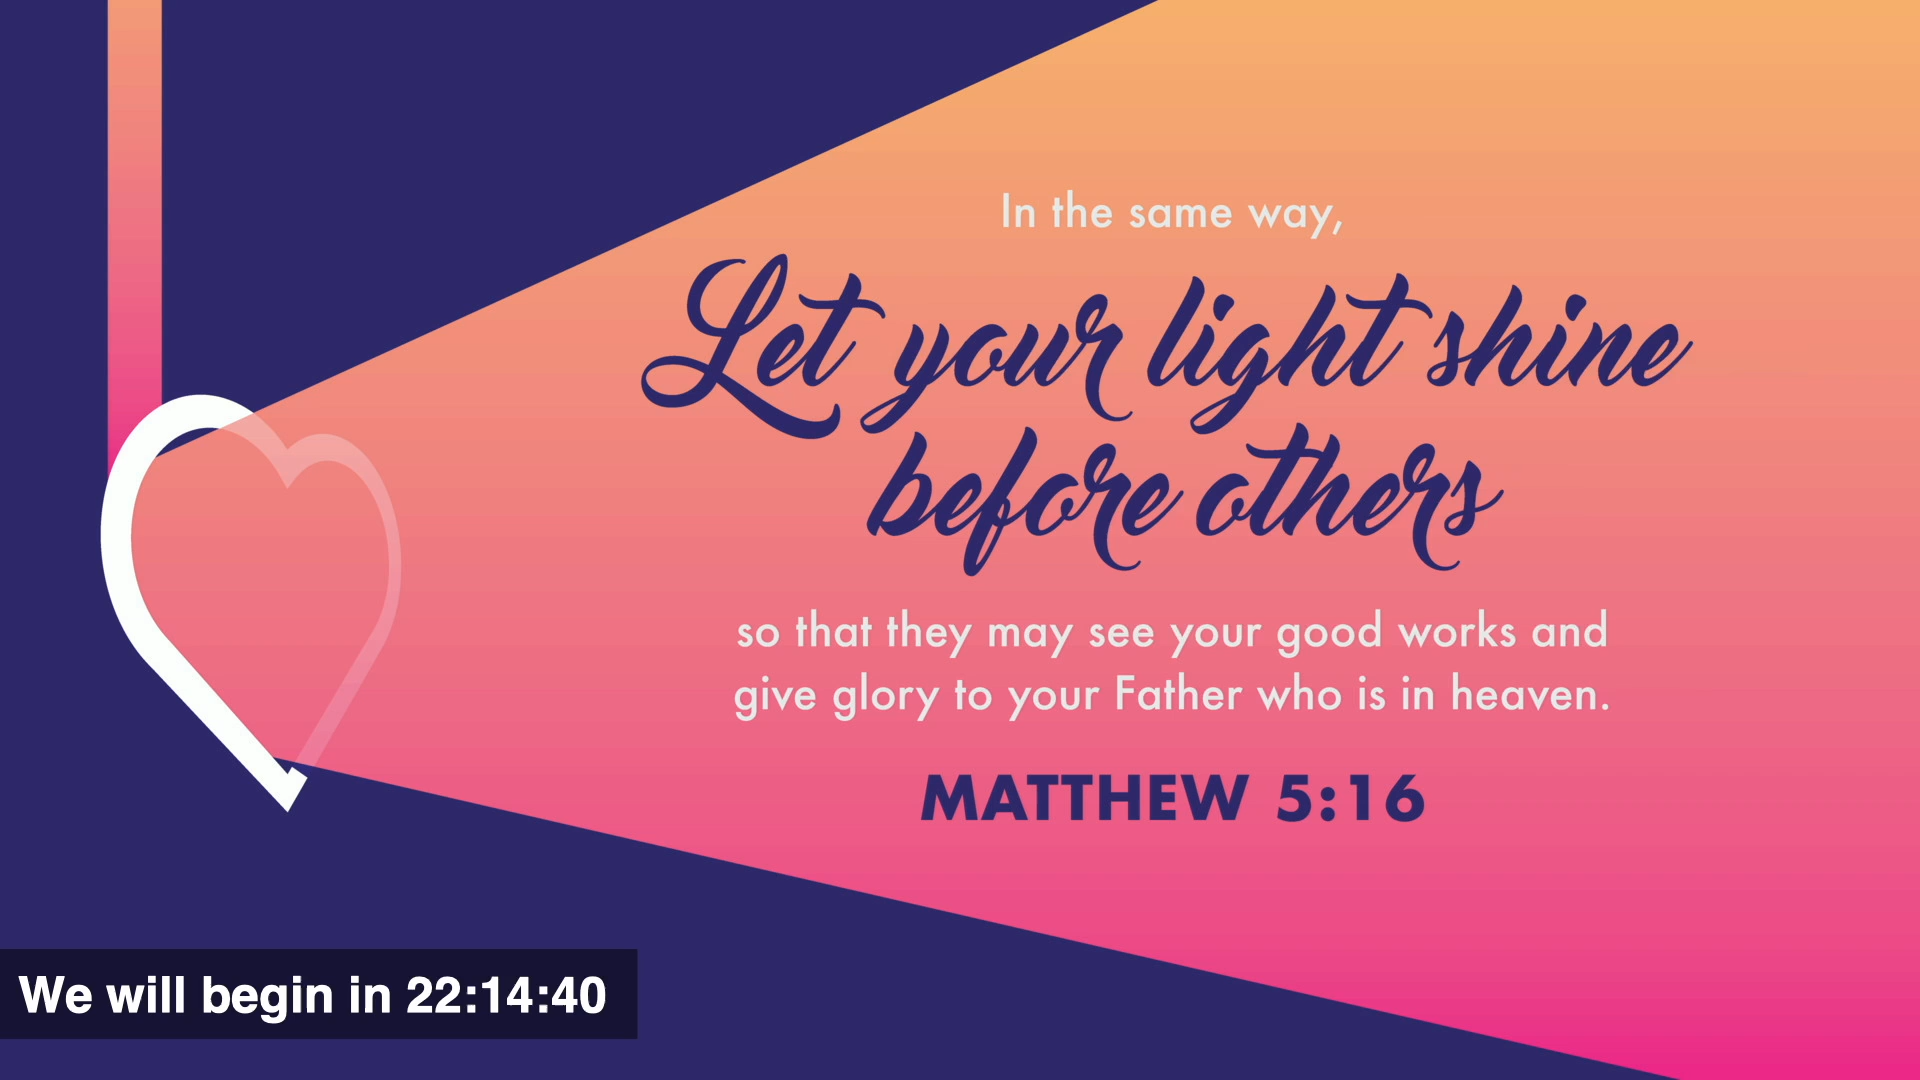 In the same way,
Let your light shine
before others
so that they may see your good works and
give glory to your Father who is in heaven.
MATTHEW 5:16
We will begin in 22:14:40